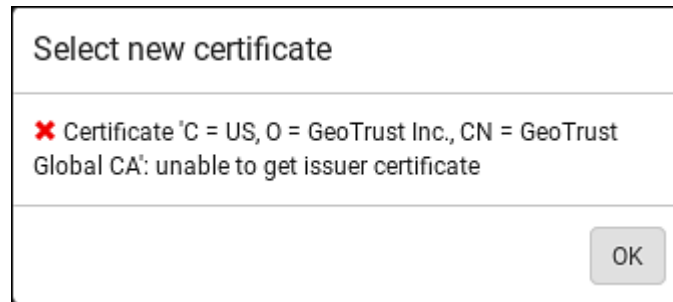 Select new certificate
✖ Certificate 'C = US, O = GeoTrust Inc., CN = GeoTrust
Global CA': unable to get issuer certificate
OK